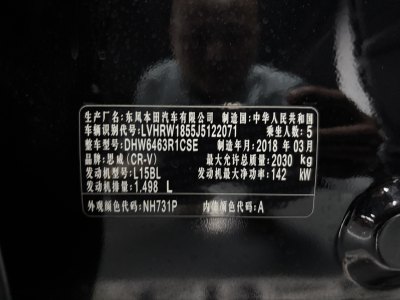 生产厂名:东风本田汽车有限公司 制造国:中华人民共和国
车辆识别代号:LVHRW1855J5122071 乘坐人数:5
整车型号:DHW6463R1CSE 制造年月:2018 年 03月
品牌:思威(CR-V) 最大允许总质量:2030 kg
发动机型号:L15BL 发动机最大净功率:142 kW
发动机排量:1,498 L
外观颜色代码:NH731P 内饰颜色代码:A